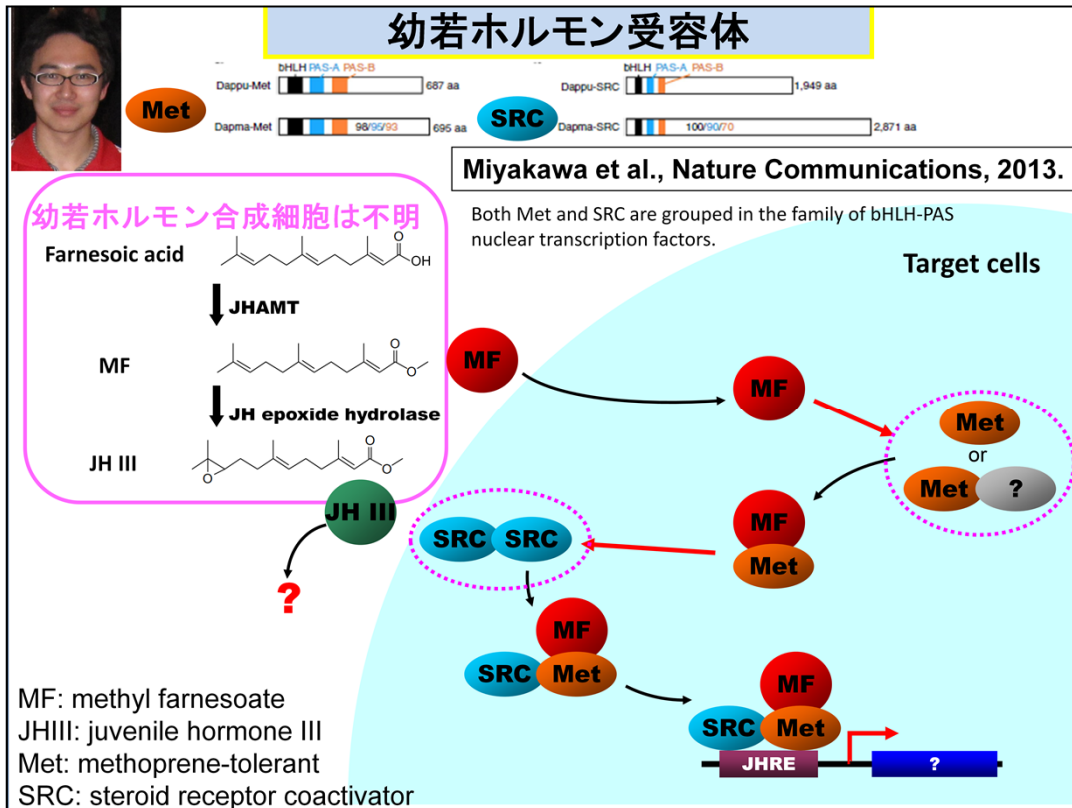 幼若ホルモン受容体
bHLH PAS-A PAS-B
Dappu-Met 687 aa
Dapma-Met 98/95/93 695 aa
Met
bHLH PAS-A PAS-B
Dappu-SRC 1,949 aa
Dapma-SRC 100/90/70 2,871 aa
SRC
Miyakawa et al., Nature Communications, 2013.
Both Met and SRC are grouped in the family of bHLH-PAS
nuclear transcription factors.
幼若ホルモン合成細胞は不明
Farnesoic acid
O
OH
JHAMT
MF
O
O
JH epoxide hydrolase
JH III
O
O
O
JH III
?
Target cells
MF
MF
Met
or
Met ?
MF
Met
SRC SRC
MF
SRC Met
MF
SRC Met
JHRE ?
MF: methyl farnesoate
JHIII: juvenile hormone III
Met: methoprene-tolerant
SRC: steroid receptor coactivator